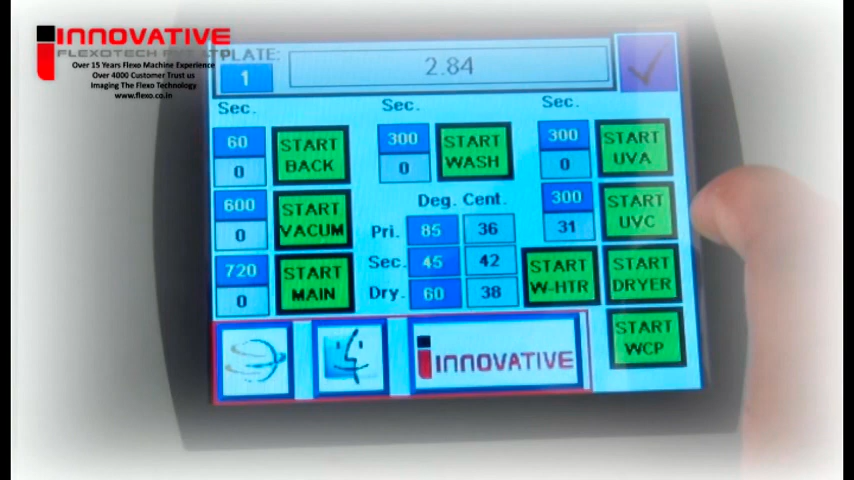 INNOVATIVE
FLEXOTECH PVT. LTD
Over 15 Years Flexo Machine Experience
Over 4000 Customer Trust us
Imaging The Flexo Technology
www.flexo.co.in
PLATE:
1
2.84
Sec.
Sec.
Sec.
60
0
START
BACK
300
0
START
WASH
300
0
START
UVA
600
0
START
VACUM
300
31
START
UVC
Deg. Cent.
Pri. 85 36
Sec. 45 42
Dry. 60 38
720
0
START
MAIN
START
W-HTR
START
DRYER
START
WCP
INNOVATIVE